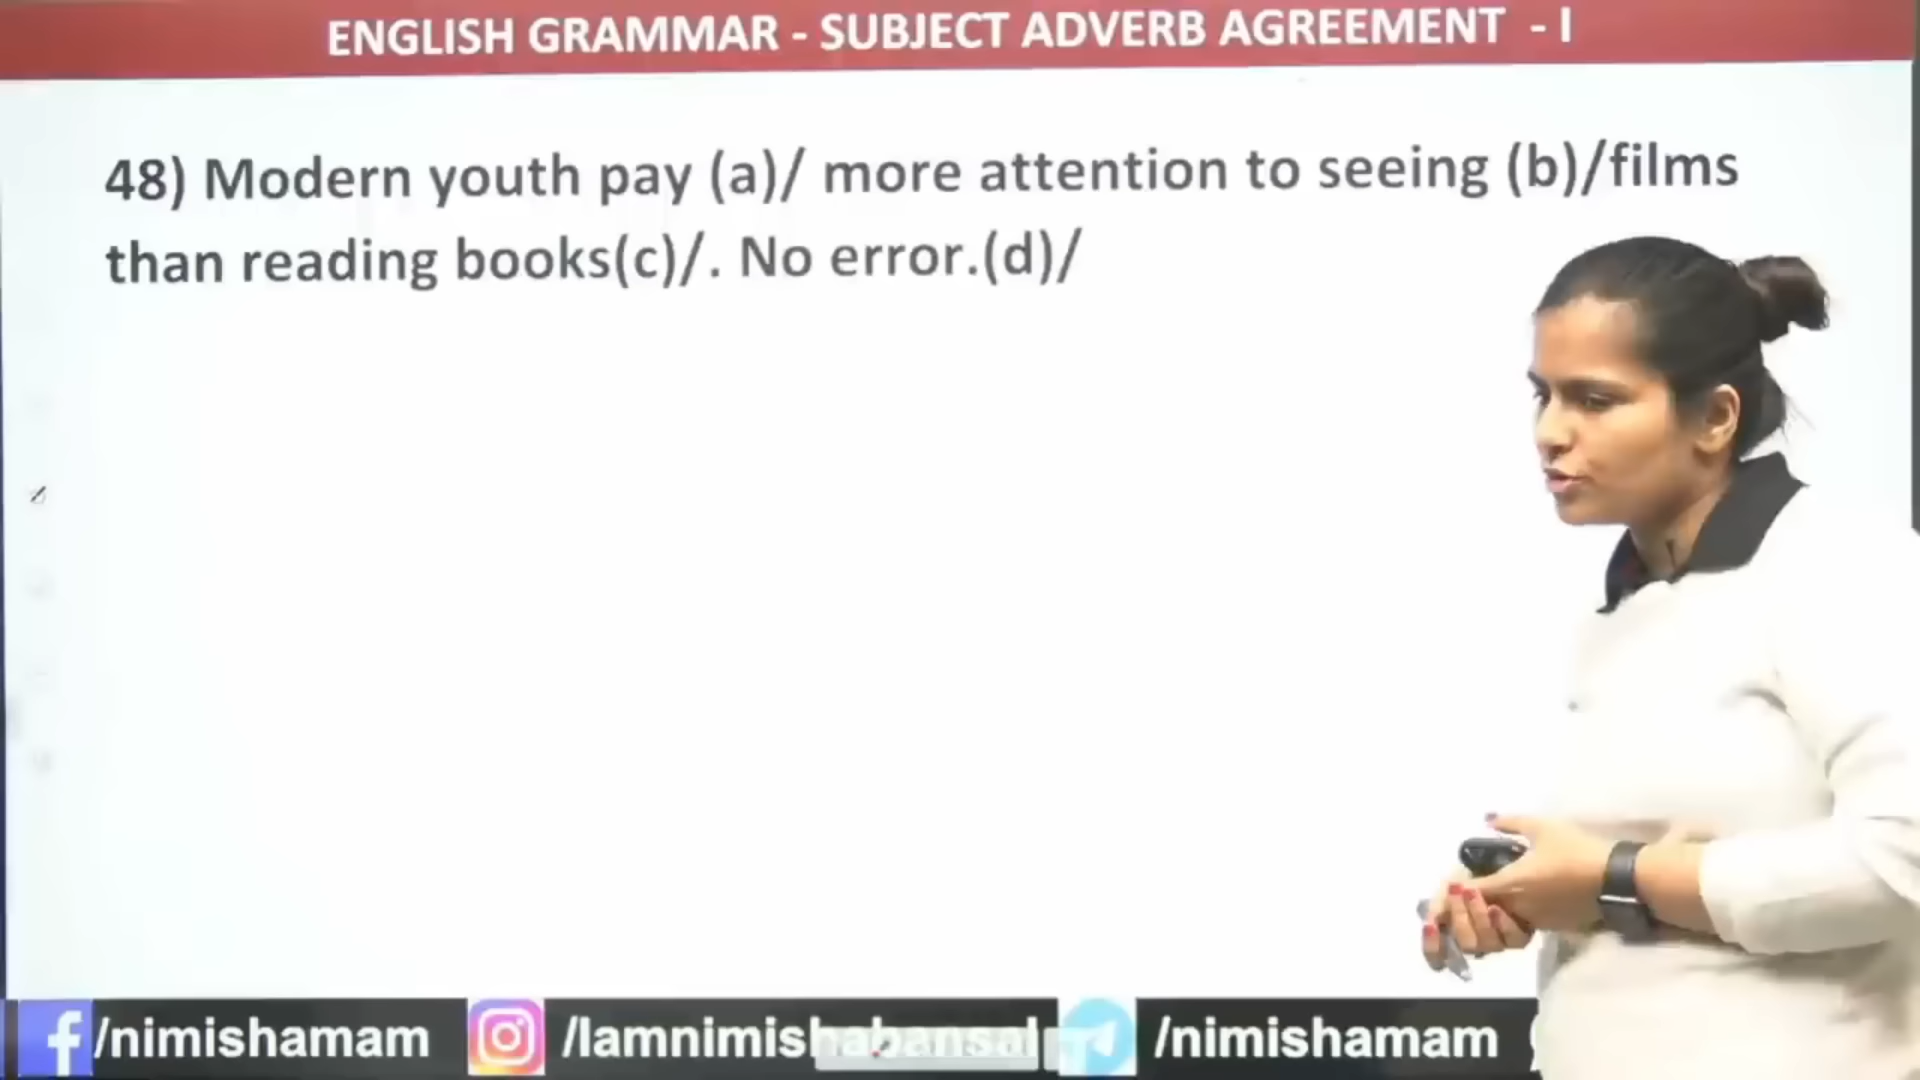 ENGLISH GRAMMAR - SUBJECT ADVERB AGREEMENT - I
48) Modern youth pay (a)/ more attention to seeing (b)/films
than reading books(c)/. No error.(d)/
/nimishamam /Iamnimishabansal /nimishamam